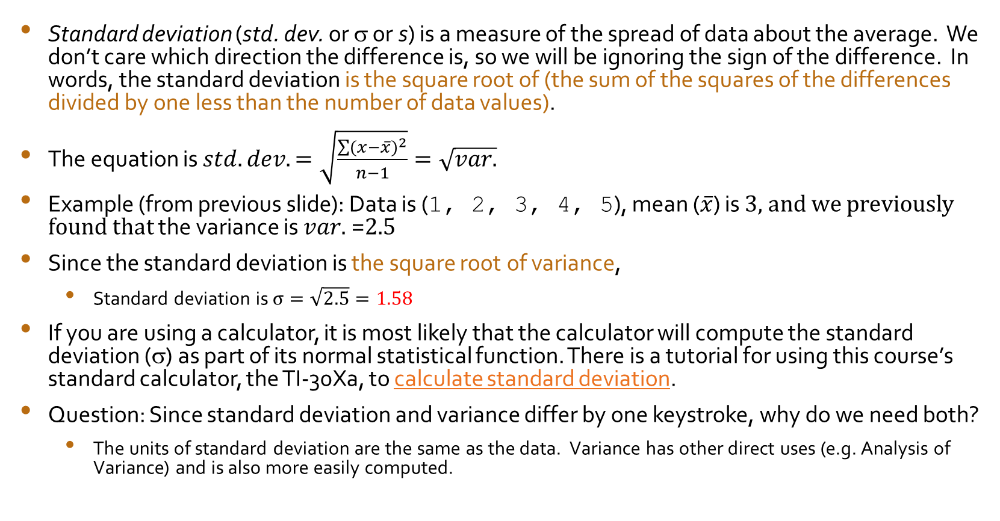 • Standard deviation (std. dev. or σ or s) is a measure of the spread of data about the average.  We
don’t care which direction the difference is, so we will be ignoring the sign of the difference.  In
words, the standard deviation is the square root of (the sum of the squares of the differences
divided by one less than the number of data values).
• The equation is std. dev. = √(∑(x−x̄)²/(n−1)) = √var.
• Example (from previous slide): Data is (1, 2, 3, 4, 5), mean (x̄) is 3, and we previously
found that the variance is var. =2.5
• Since the standard deviation is the square root of variance,
• Standard deviation is σ = √2.5 = 1.58
• If you are using a calculator, it is most likely that the calculator will compute the standard
deviation (σ) as part of its normal statistical function. There is a tutorial for using this course’s
standard calculator, the TI-30Xa, to calculate standard deviation.
• Question: Since standard deviation and variance differ by one keystroke, why do we need both?
• The units of standard deviation are the same as the data.  Variance has other direct uses (e.g. Analysis of
Variance) and is also more easily computed.